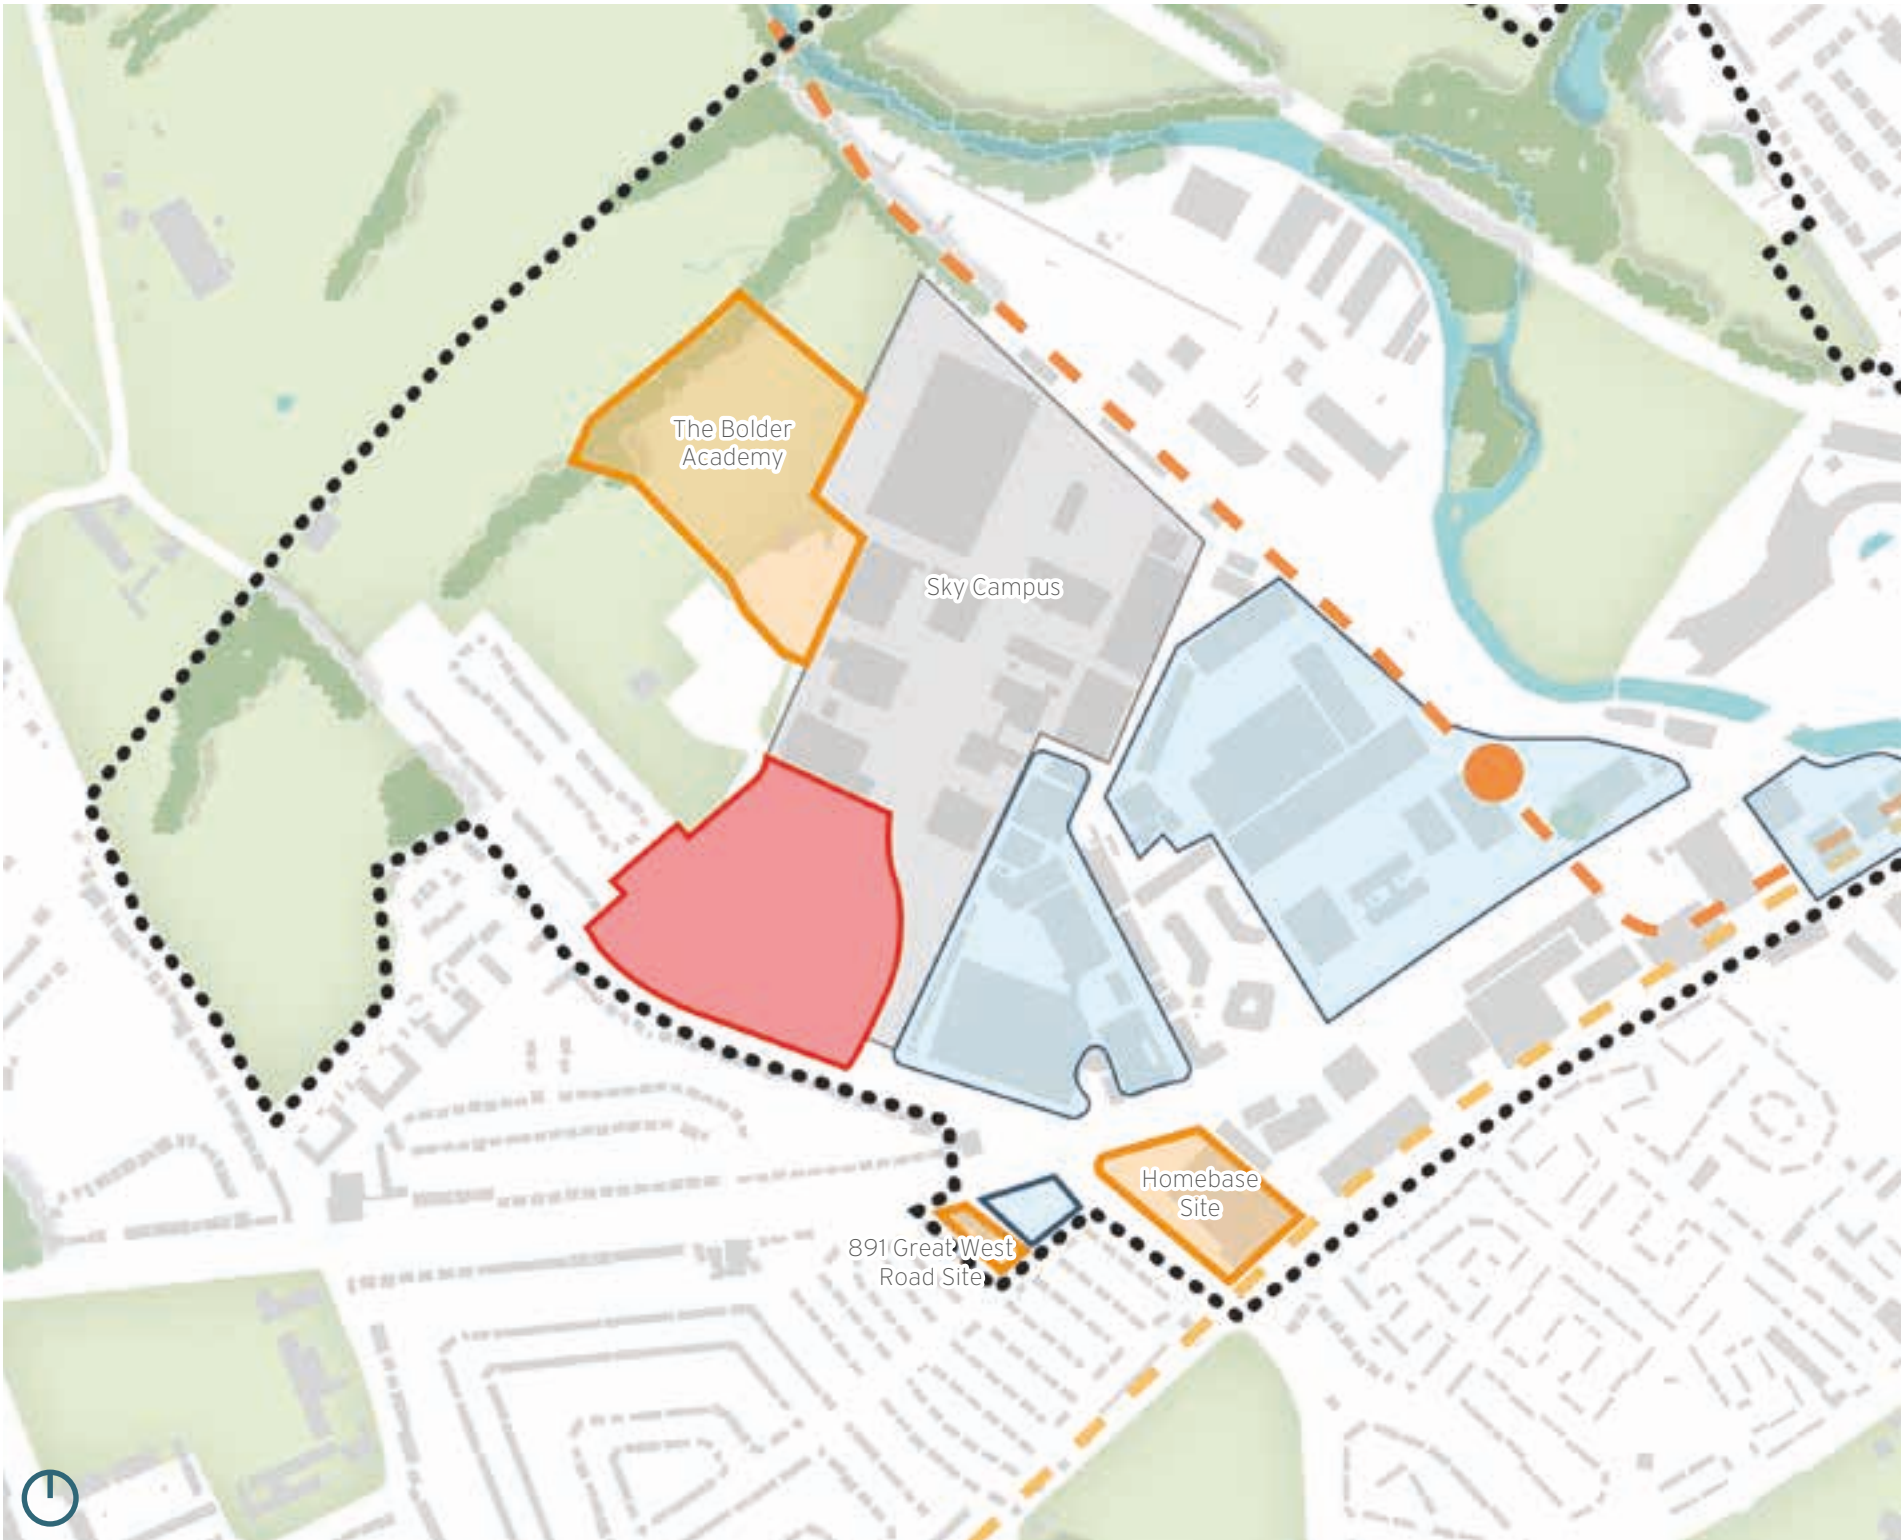 The Bolder
Academy
Sky Campus
Homebase
Site
891 Great West
Road Site